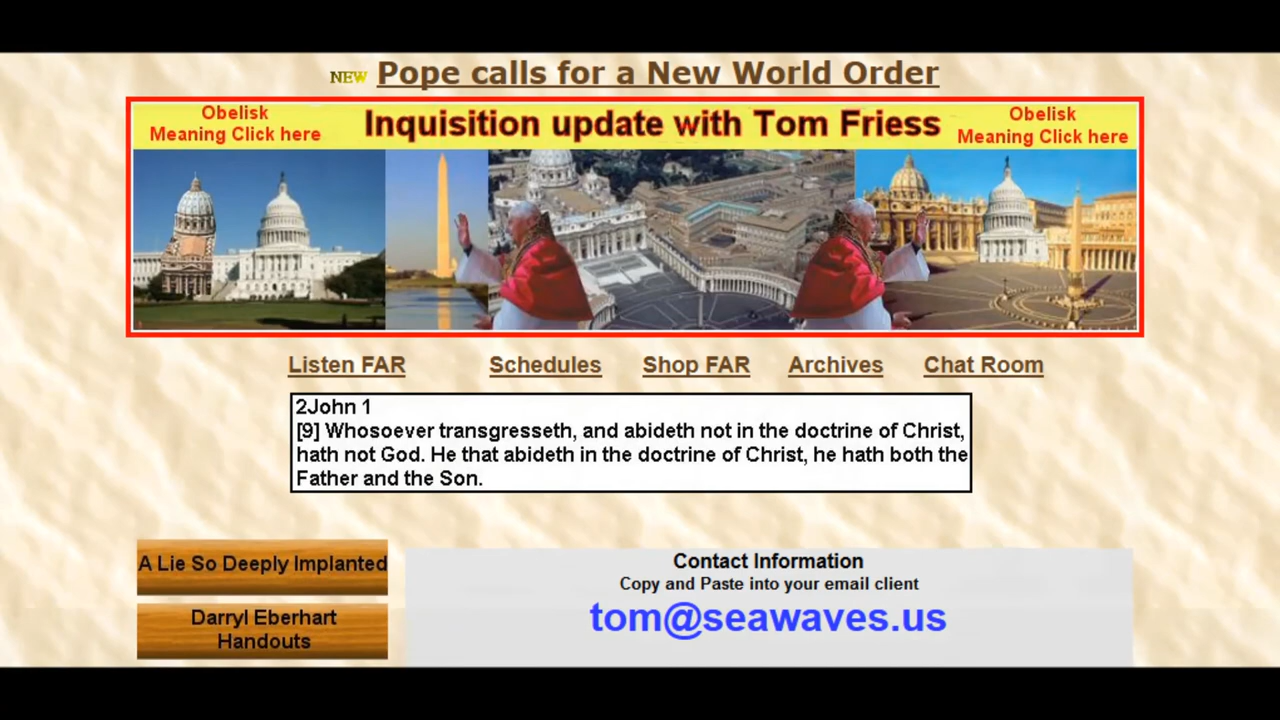 NEW Pope calls for a New World Order
Obelisk
Meaning Click here
Inquisition update with Tom Friess
Obelisk
Meaning Click here
Listen FAR Schedules Shop FAR Archives Chat Room
2John 1
[9] Whosoever transgresseth, and abideth not in the doctrine of Christ,
hath not God. He that abideth in the doctrine of Christ, he hath both the
Father and the Son.
A Lie So Deeply Implanted
Darryl Eberhart
Handouts
Contact Information
Copy and Paste into your email client
tom@seawaves.us